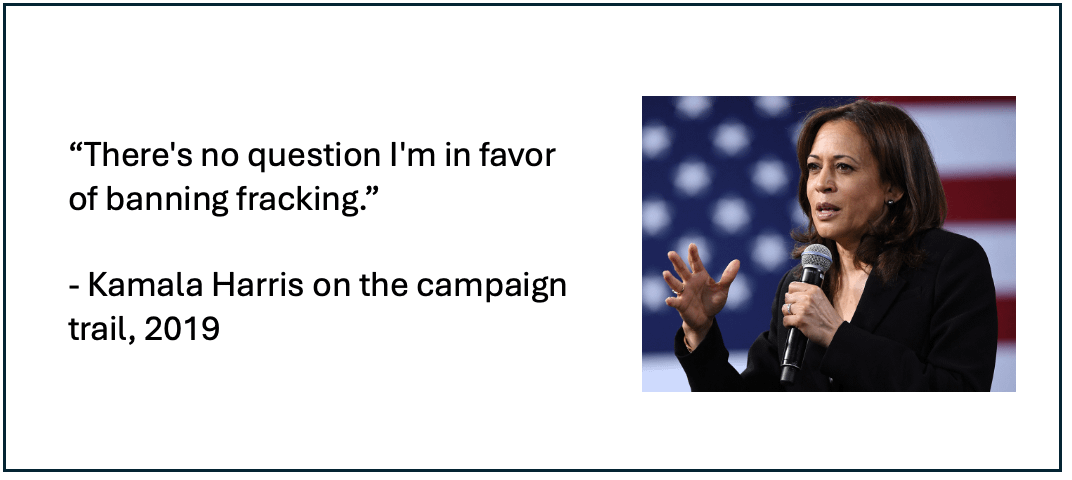 “There's no question I'm in favor
of banning fracking.”
- Kamala Harris on the campaign
trail, 2019